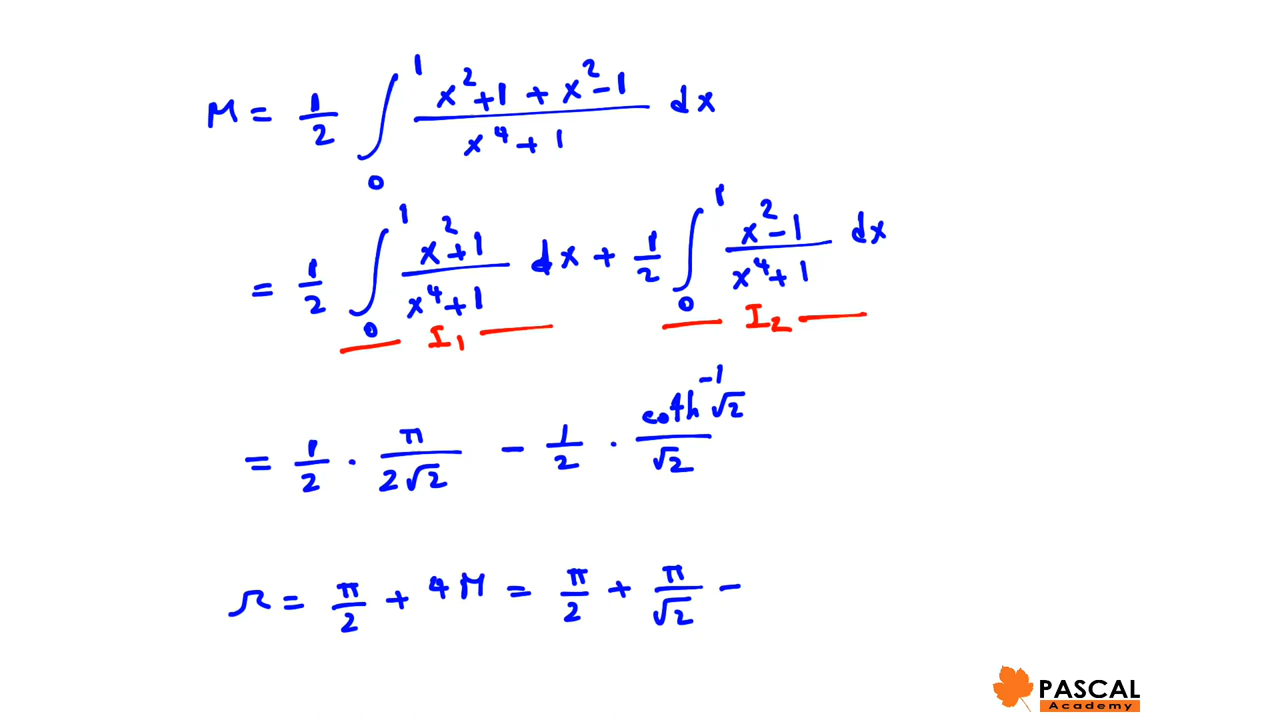 M = 1/2 ∫₀¹ (x²+1 + x²-1)/(x⁴+1) dx
= 1/2 ∫₀¹ (x²+1)/(x⁴+1) dx + 1/2 ∫₀¹ (x²-1)/(x⁴+1) dx
I₁ I₂
= 1/2 · π/(2√2) - 1/2 · coth⁻¹√2/√2
Ω = π/2 + 4M = π/2 + π/√2 -
PASCAL
Academy